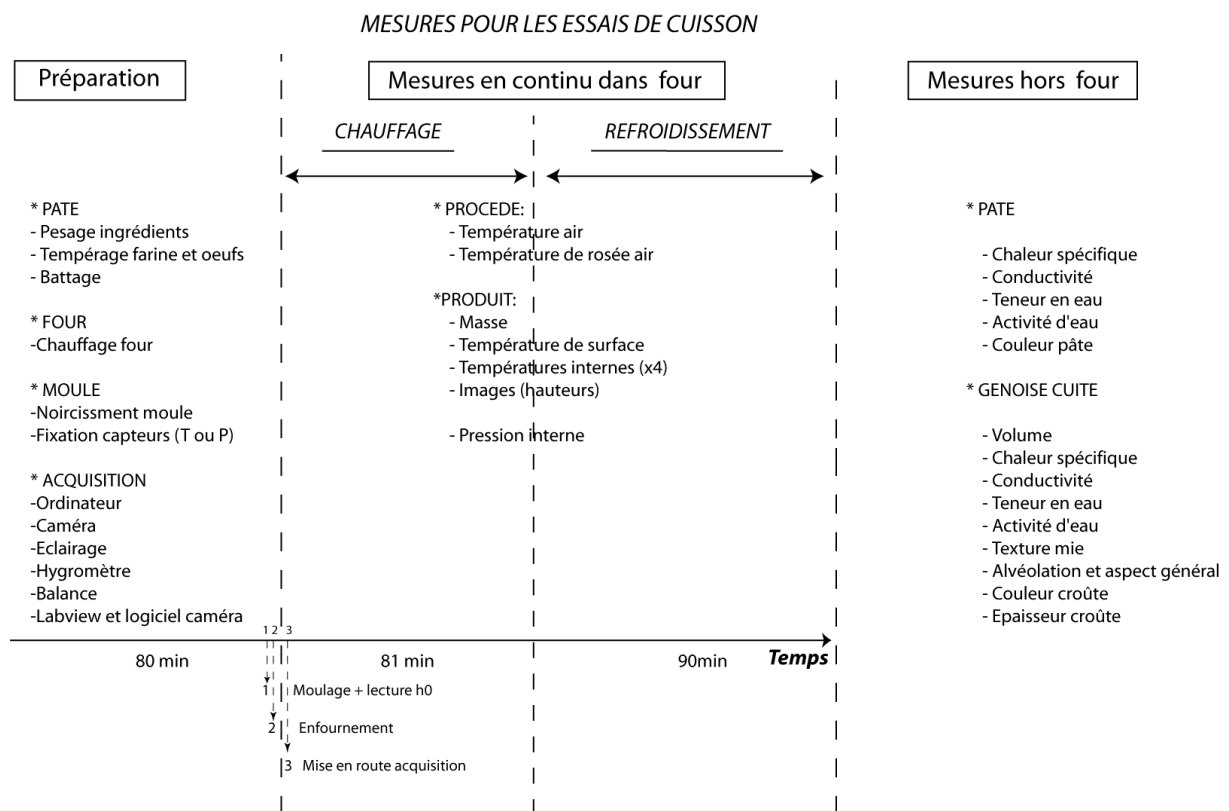 MESURES POUR LES ESSAIS DE CUISSON
Préparation
Mesures en continu dans four
Mesures hors four
CHAUFFAGE
REFROIDISSEMENT
* PATE
- Pesage ingrédients
- Tempérage farine et oeufs
- Battage
* FOUR
-Chauffage four
* MOULE
-Noircissment moule
-Fixation capteurs (T ou P)
* ACQUISITION
-Ordinateur
-Caméra
-Eclairage
-Hygromètre
-Balance
-Labview et logiciel caméra
* PROCEDE:
- Température air
- Température de rosée air
*PRODUIT:
- Masse
- Température de surface
- Températures internes (x4)
- Images (hauteurs)
- Pression interne
* PATE
- Chaleur spécifique
- Conductivité
- Teneur en eau
- Activité d'eau
- Couleur pâte
* GENOISE CUITE
- Volume
- Chaleur spécifique
- Conductivité
- Teneur en eau
- Activité d'eau
- Texture mie
- Alvéolation et aspect général
- Couleur croûte
- Epaisseur croûte
1 2 3
80 min
81 min
90min
Temps
1 Moulage + lecture h0
2 Enfournement
3 Mise en route acquisition